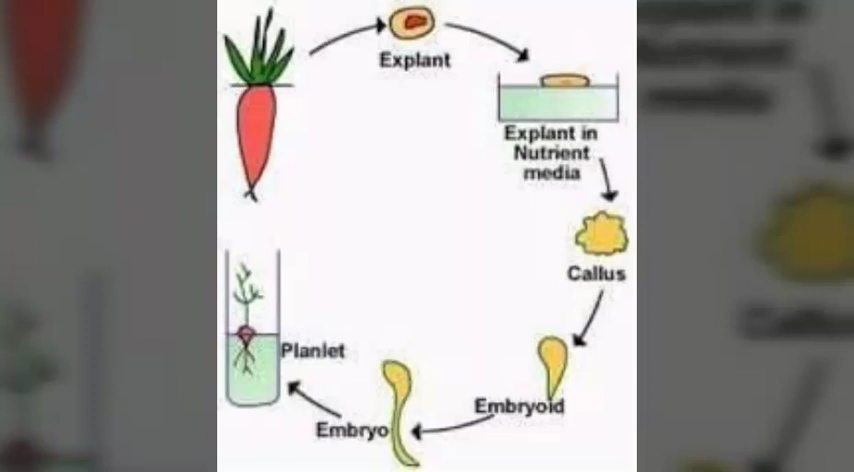 Explant
Explant in
Nutrient
media
Callus
Embryoid
Embryo
Planlet